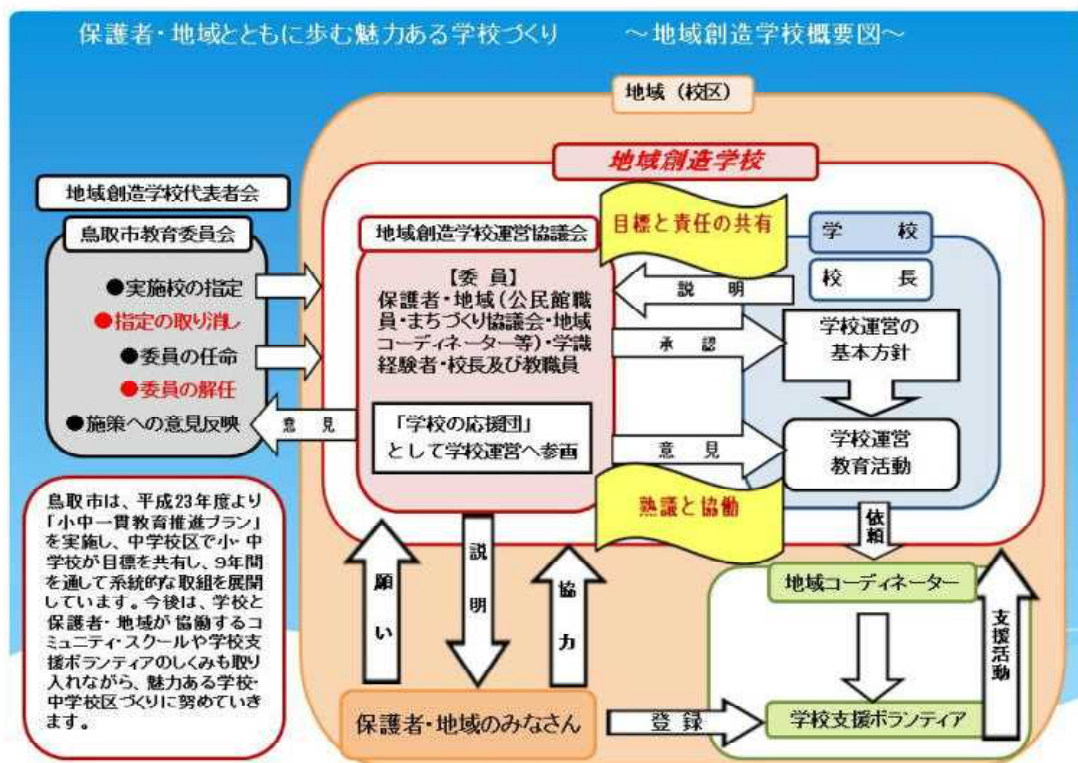 保護者・地域とともに歩む魅力ある学校づくり　～地域創造学校概要図～
地域（校区）
地域創造学校
地域創造学校代表者会
鳥取市教育委員会
●実施校の指定
●指定の取り消し
●委員の任命
●委員の解任
●施策への意見反映
意 見
地域創造学校運営協議会
【委 員】
保護者・地域（公民館職
員・まちづくり協議会・地域
コーディネーター等）・学識
経験者・校長及び教職員
「学校の応援団」
として学校運営へ参画
目標と責任の共有
説 明
承 認
意 見
熟議と協働
学 校
校 長
学校運営の
基本方針
学校運営
教育活動
依頼
地域コーディネーター
学校支援ボランティア
支援活動
願い
説明
協力
保護者・地域のみなさん
登 録
鳥取市は、平成23年度より
「小中一貫教育推進プラン」
を実施し、中学校区で小・中
学校が目標を共有し、9年間
を通して系統的な取組を展開
しています。今後は、学校と
保護者・地域が協働するコ
ミュニティ・スクールや学校支
援ボランティアのしくみも取り
入れながら、魅力ある学校・
中学校区づくりに努めていき
ます。